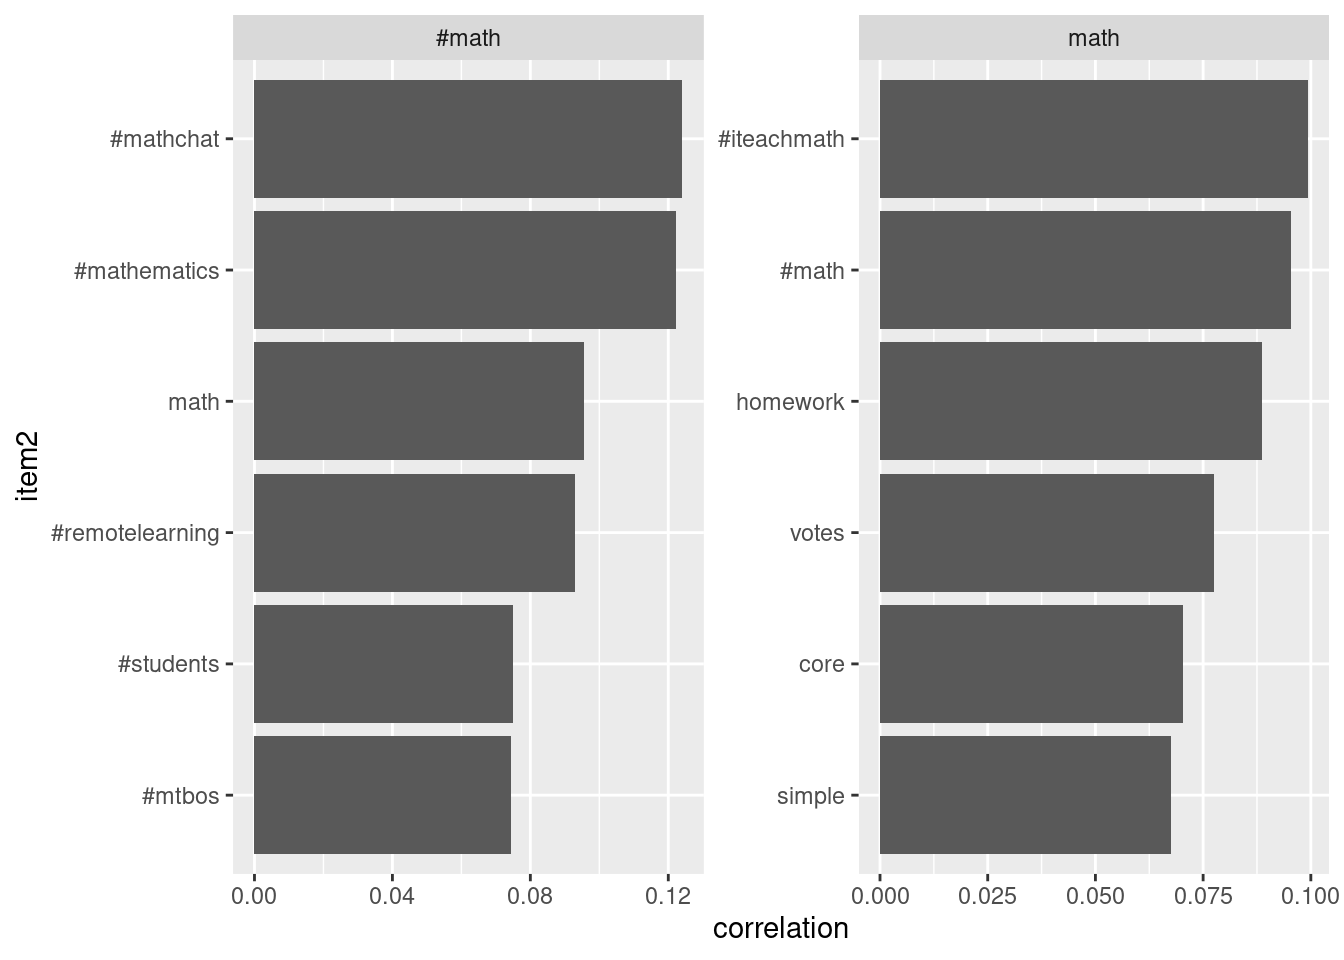 #math
#mathchat
#mathematics
math
#remotelearning
#students
#mtbos
0.00 0.04 0.08 0.12
math
#iteachmath
#math
homework
votes
core
simple
0.000 0.025 0.050 0.075 0.100
item2
correlation